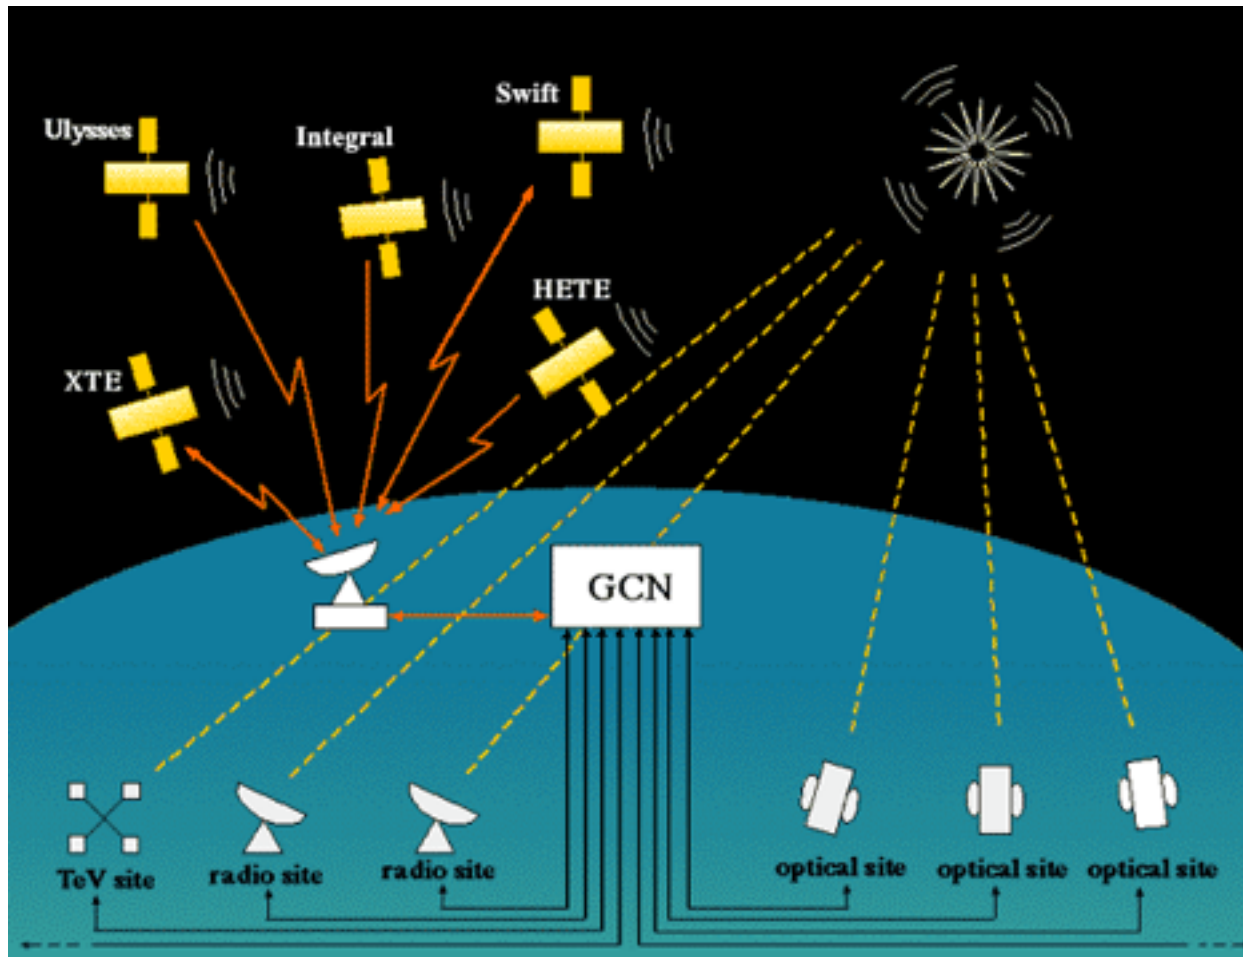 Swift
Ulysses
Integral
HETE
XTE
GCN
TeV site
radio site
radio site
optical site
optical site
optical site